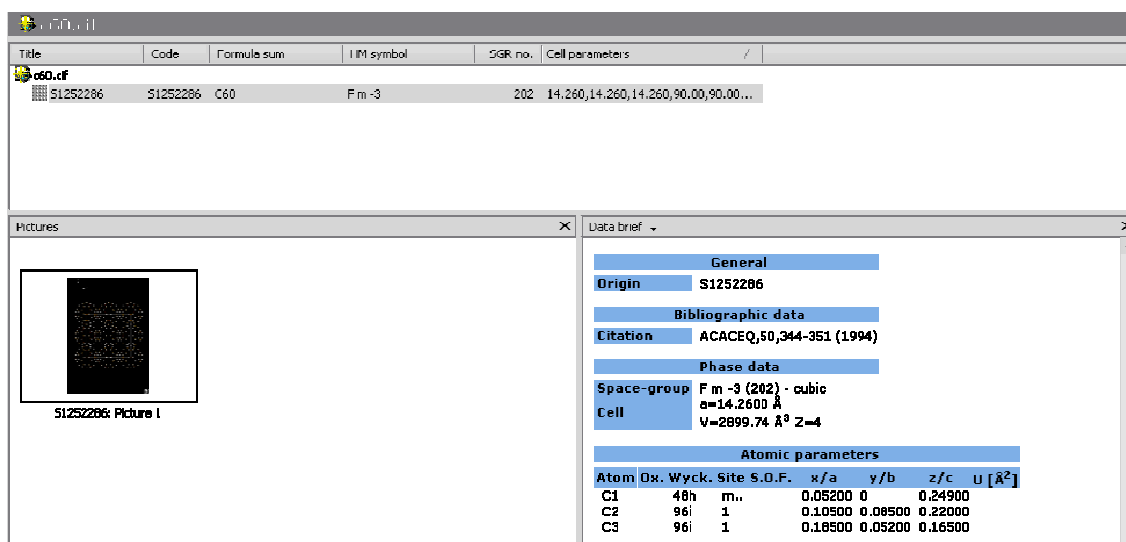 c60.cif
Title Code Formula sum HM symbol SGR no. Cell parameters /
c60.cif
S1252286 S1252286 C60 F m -3 202 14.260,14.260,14.260,90.00,90.00...
Pictures X Data brief
General
Origin S1252286
Bibliographic data
Citation ACACEQ,50,344-351 (1994)
Phase data
Space-group F m -3 (202) - cubic
Cell a=14.2600 Å
V=2899.74 Å³ Z=4
S1252286: Picture 1
Atomic parameters
Atom Ox. Wyck. Site S.O.F. x/a y/b z/c U [Å²]
C1 48h m.. 0.05200 0 0.24900
C2 96i 1 0.10500 0.08500 0.22000
C3 96i 1 0.18500 0.05200 0.16500